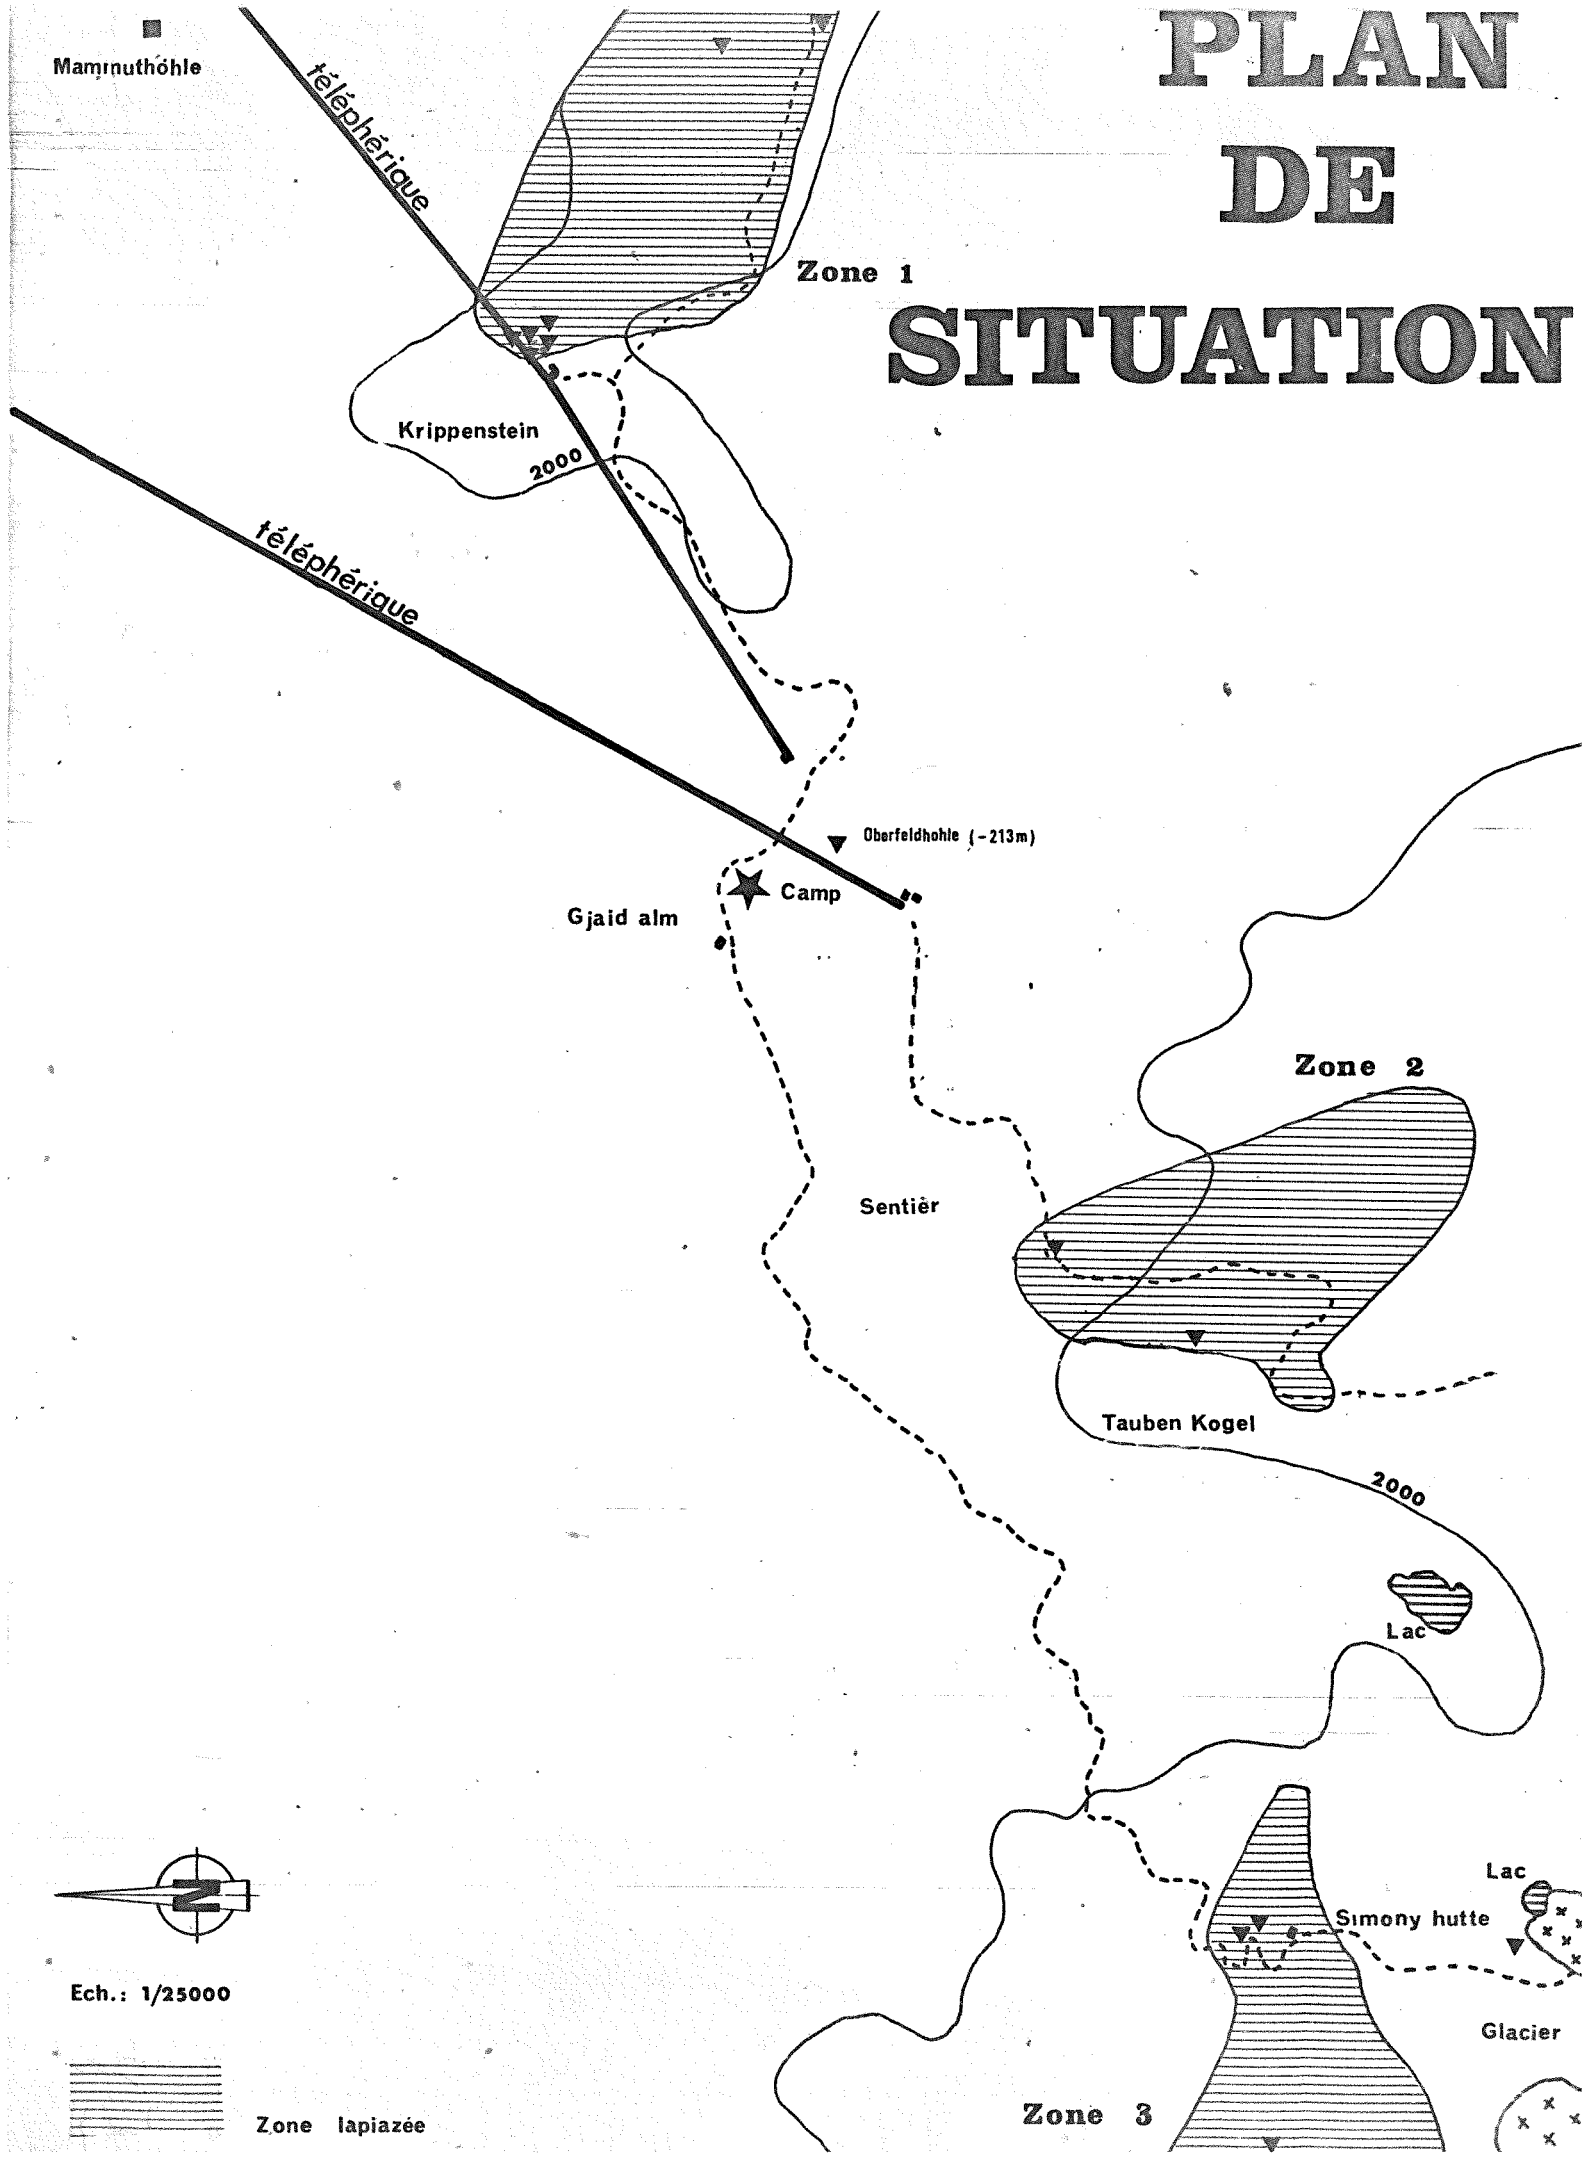 PLAN
DE
SITUATION
Mammuthöhle
téléphérique
Zone 1
Krippenstein
2000
téléphérique
Oberfeldhohle (-213m)
Camp
Gjaid alm
Zone 2
Sentier
Tauben Kogel
2000
Lac
Lac
Simony hutte
N
Ech.: 1/25000
Glacier
Zone 3
Zone lapiazée